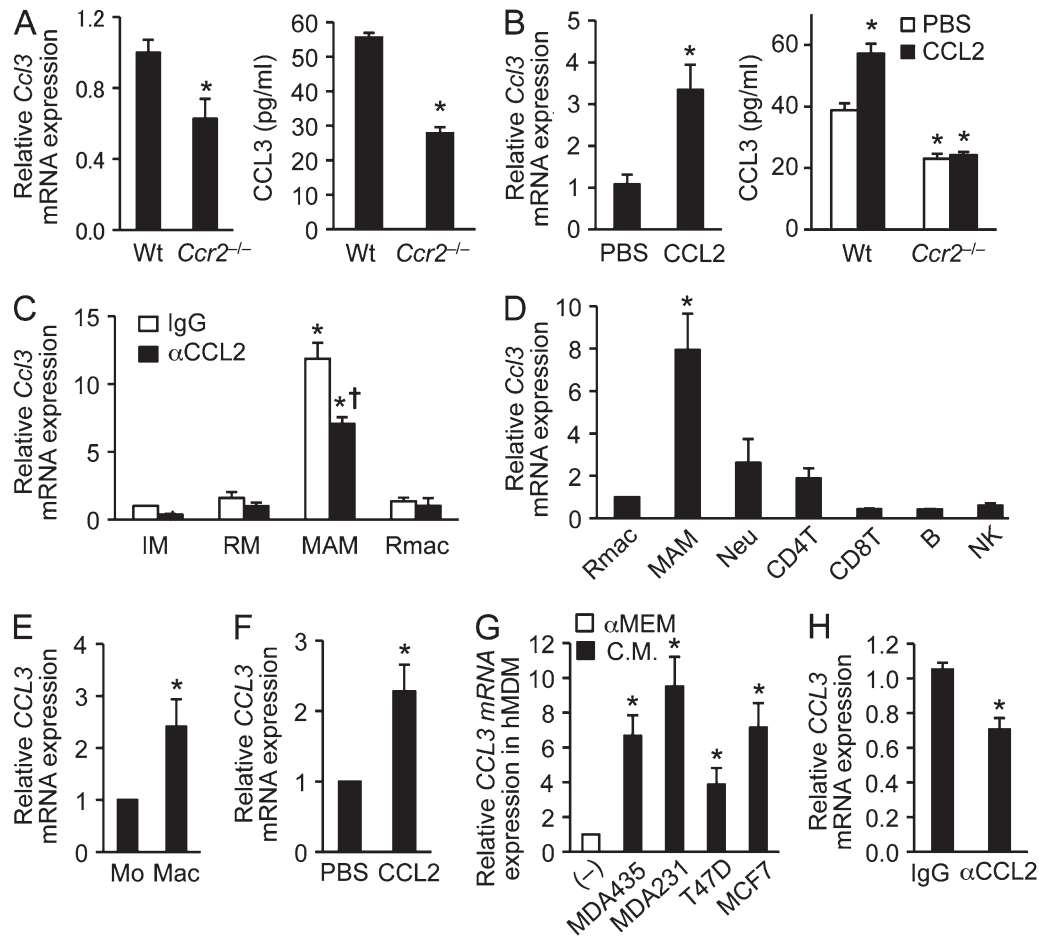 A
Relative Ccl3
mRNA expression
1.2
0.8
0.4
0.0
Wt Ccr2–/–
CCL3 (pg/ml)
60
50
40
30
20
10
0
Wt Ccr2–/–
B
Relative Ccl3
mRNA expression
5
4
3
2
1
0
*
*
*
PBS CCL2
CCL3 (pg/ml)
60
40
20
0
PBS
CCL2
*
*
*
*
Wt Ccr2–/–
C
Relative Ccl3
mRNA expression
15
10
5
0
IgG
αCCL2
*
*†
IM RM MAM Rmac
D
Relative Ccl3
mRNA expression
10
8
6
4
2
0
*
Rmac MAM Neu CD4T CD8T B NK
E
Relative CCL3
mRNA expression
4
3
2
1
0
*
Mo Mac
F
Relative CCL3
mRNA expression
3
2
1
0
*
PBS CCL2
G
Relative CCL3 mRNA
expression in hMDM
αMEM
C.M.
12
10
8
6
4
2
0
*
*
*
*
(-) MDA435 MDA231 T47D MCF7
H
Relative CCL3
mRNA expression
1.2
1.0
0.8
0.6
0.4
0.2
0.0
*
IgG αCCL2